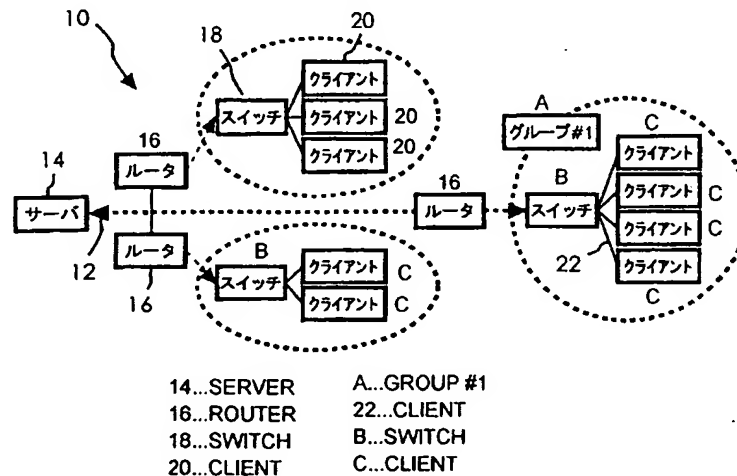 10
18
20
クライアント
スイッチ
クライアント
20
クライアント
20
A
グループ#1
C
クライアント
16
ルータ
14
サーバ
12
ルータ
16
16
ルータ
B
スイッチ
クライアント
C
クライアント
C
クライアント
C
22
B
スイッチ
クライアント
C
クライアント
C
14...SERVER
16...ROUTER
18...SWITCH
20...CLIENT
A...GROUP #1
22...CLIENT
B...SWITCH
C...CLIENT